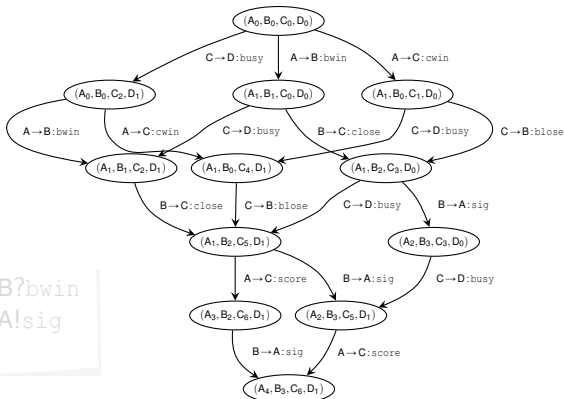 (A₀,B₀,C₀,D₀)
C→D:busy A→B:bwin A→C:cwin
(A₀,B₀,C₂,D₁) (A₁,B₁,C₀,D₀) (A₁,B₀,C₁,D₀)
A→B:bwin A→C:cwin C→D:busy B→C:close C→D:busy C→B:blose
(A₁,B₁,C₂,D₁) (A₁,B₀,C₄,D₁) (A₁,B₂,C₃,D₀)
B→C:close C→B:blose C→D:busy B→A:sig
(A₁,B₂,C₅,D₁) (A₂,B₃,C₃,D₀)
A→C:score B→A:sig C→D:busy
B?bwin
(A₃,B₂,C₆,D₁) (A₂,B₃,C₅,D₁)
A!sig
B→A:sig A→C:score
(A₄,B₃,C₆,D₁)